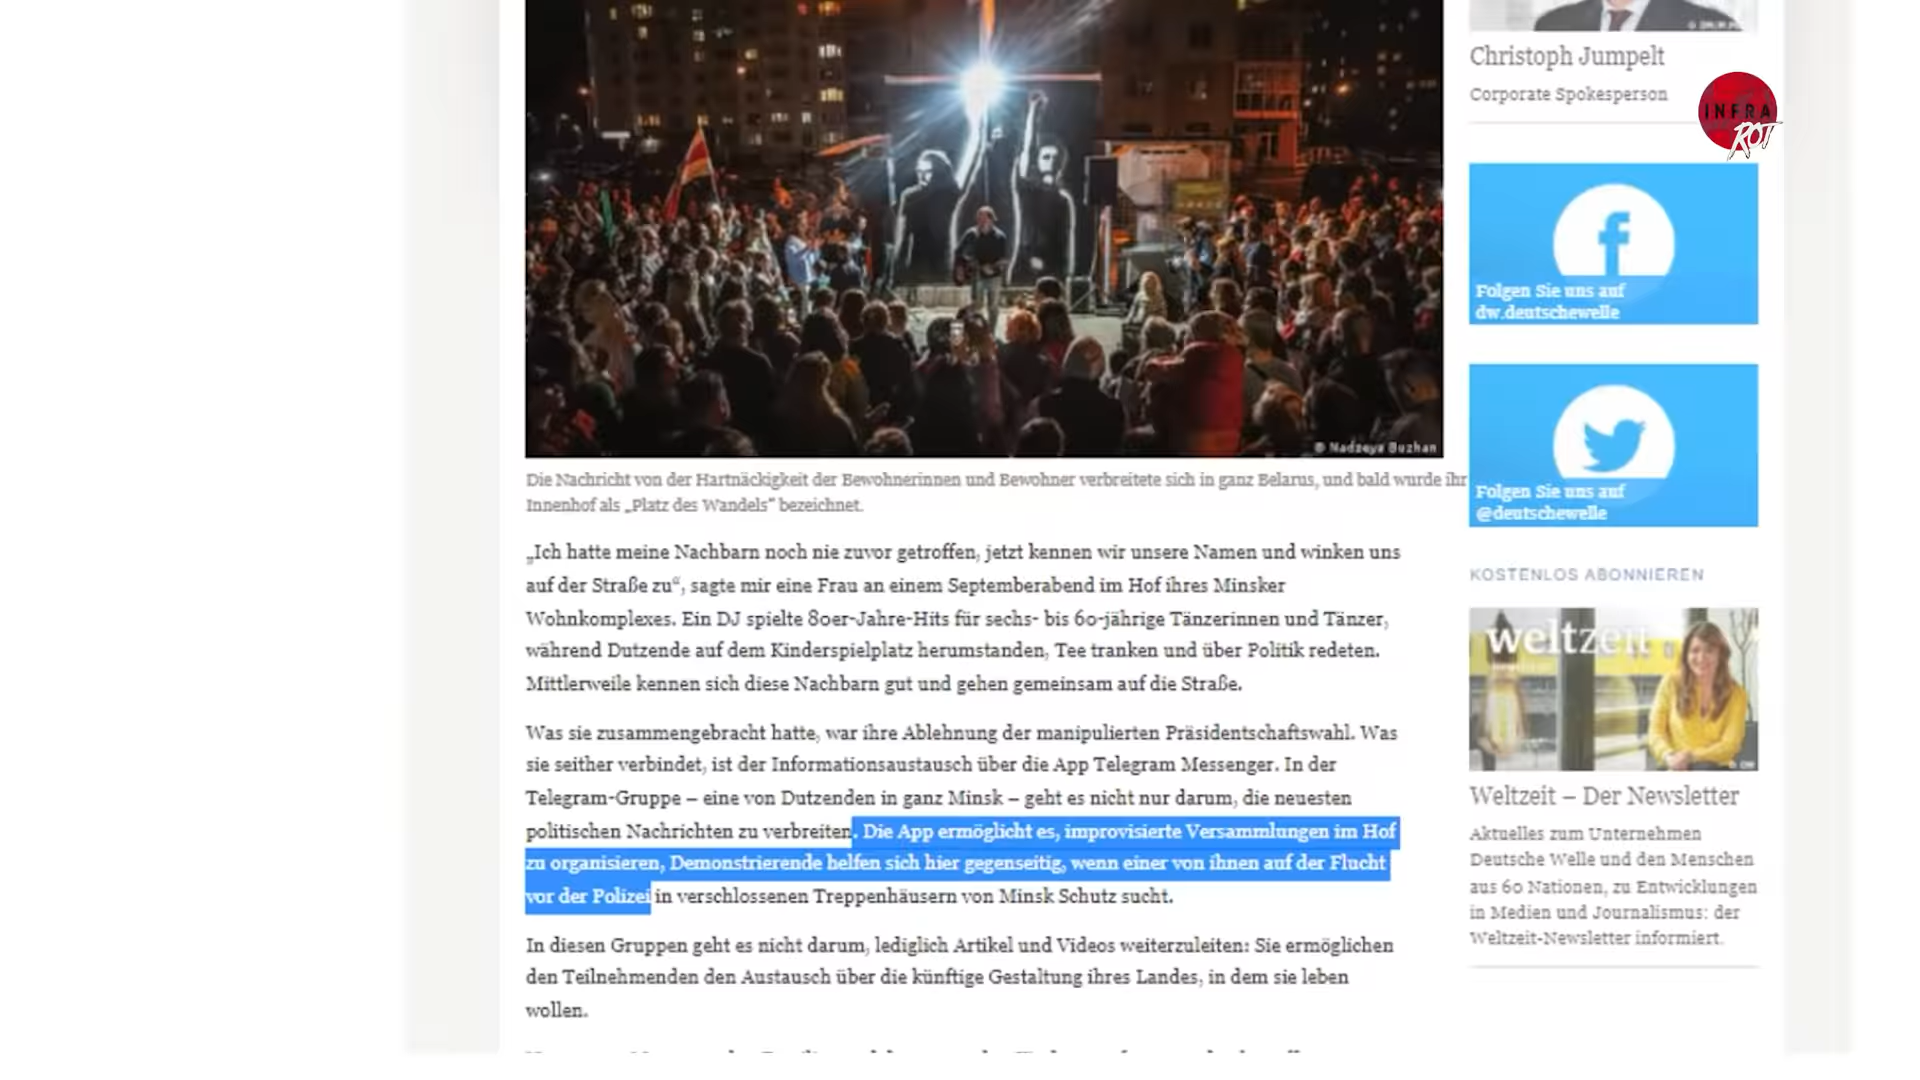 © Nadzeya Buzhan
Die Nachricht von der Hartnäckigkeit der Bewohnerinnen und Bewohner verbreitete sich in ganz Belarus, und bald wurde ihr
Innenhof als „Platz des Wandels“ bezeichnet.
„Ich hatte meine Nachbarn noch nie zuvor getroffen, jetzt kennen wir unsere Namen und winken uns
auf der Straße zu“, sagte mir eine Frau an einem Septemberabend im Hof ihres Minsker
Wohnkomplexes. Ein DJ spielte 80er-Jahre-Hits für sechs- bis 60-jährige Tänzerinnen und Tänzer,
während Dutzende auf dem Kinderspielplatz herumstanden, Tee tranken und über Politik redeten.
Mittlerweile kennen sich diese Nachbarn gut und gehen gemeinsam auf die Straße.
Was sie zusammengebracht hatte, war ihre Ablehnung der manipulierten Präsidentschaftswahl. Was
sie seither verbindet, ist der Informationsaustausch über die App Telegram Messenger. In der
Telegram-Gruppe – eine von Dutzenden in ganz Minsk – geht es nicht nur darum, die neuesten
politischen Nachrichten zu verbreiten. Die App ermöglicht es, improvisierte Versammlungen im Hof
zu organisieren, Demonstrierende helfen sich hier gegenseitig, wenn einer von ihnen auf der Flucht
vor der Polizei in verschlossenen Treppenhäusern von Minsk Schutz sucht.
In diesen Gruppen geht es nicht darum, lediglich Artikel und Videos weiterzuleiten: Sie ermöglichen
den Teilnehmenden den Austausch über die künftige Gestaltung ihres Landes, in dem sie leben
wollen.
Christoph Jumpelt
Corporate Spokesperson
INFRA
ROT
Folgen Sie uns auf
dw.deutschewelle
Folgen Sie uns auf
@deutschewelle
KOSTENLOS ABONNIEREN
weltzeit
© DW
Weltzeit – Der Newsletter
Aktuelles zum Unternehmen
Deutsche Welle und den Menschen
aus 60 Nationen, zu Entwicklungen
in Medien und Journalismus: der
Weltzeit-Newsletter informiert.